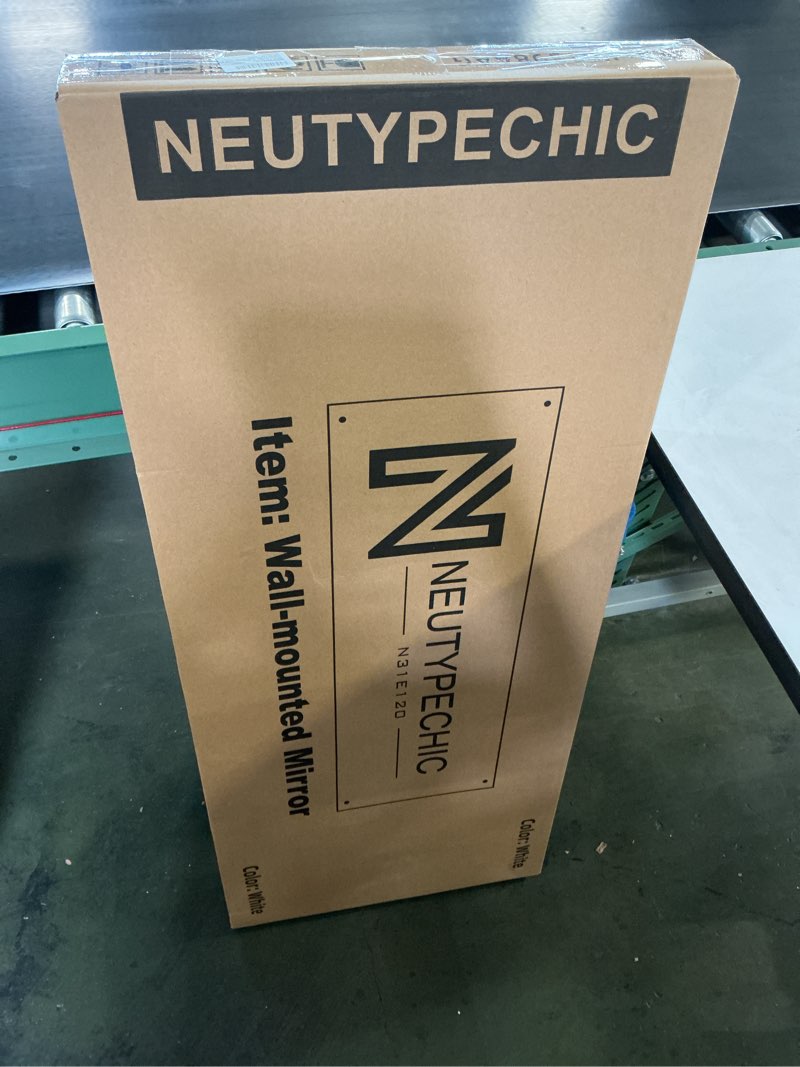 NEUTYPECHIC
NEUTYPECHIC
N31E120
Item: Wall-mounted Mirror
Color: White
Color: White